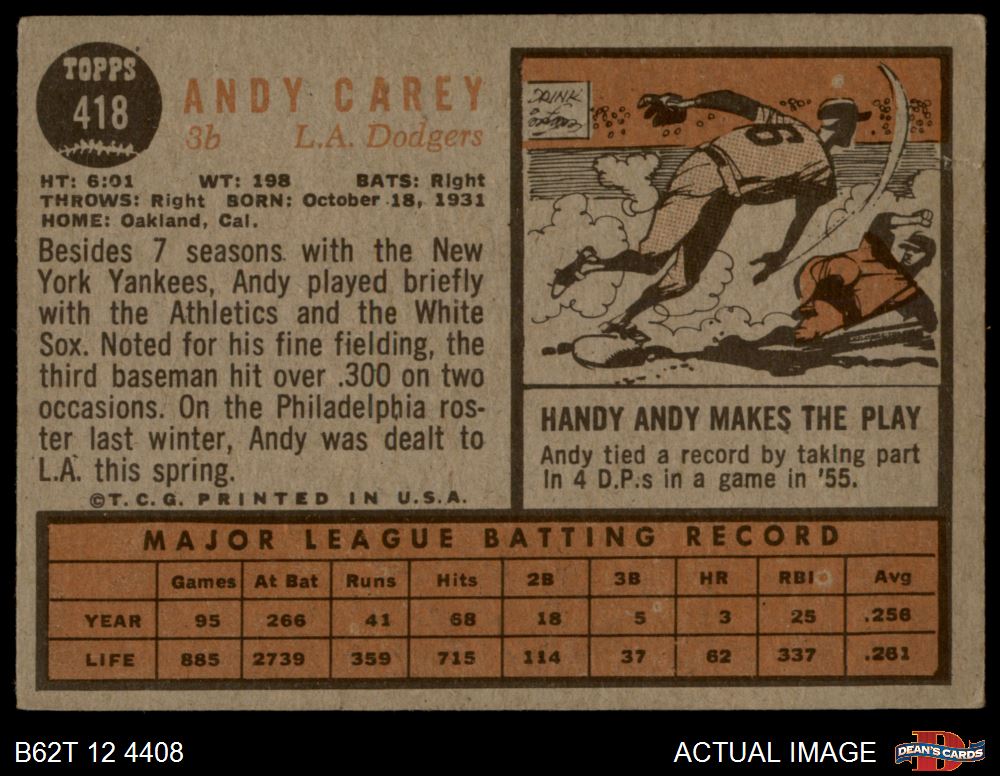 TOPPS
418
ANDY CAREY
3b L.A. Dodgers
HT: 6:01 WT: 198 BATS: Right
THROWS: Right BORN: October 18, 1931
HOME: Oakland, Cal.
Besides 7 seasons with the New
York Yankees, Andy played briefly
with the Athletics and the White
Sox. Noted for his fine fielding, the
third baseman hit over .300 on two
occasions. On the Philadelphia ros-
ter last winter, Andy was dealt to
L.A. this spring.
©T.C.G. PRINTED IN U.S.A.
DRINK
6
HANDY ANDY MAKES THE PLAY
Andy tied a record by taking part
in 4 D.P.s in a game in '55.
MAJOR LEAGUE BATTING RECORD
Games At Bat Runs Hits 2B 3B HR RBI Avg
YEAR 95 266 41 68 18 5 3 25 .256
LIFE 885 2739 359 715 114 37 62 337 .261
B62T 12 4408
ACTUAL IMAGE
DEAN'S CARDS